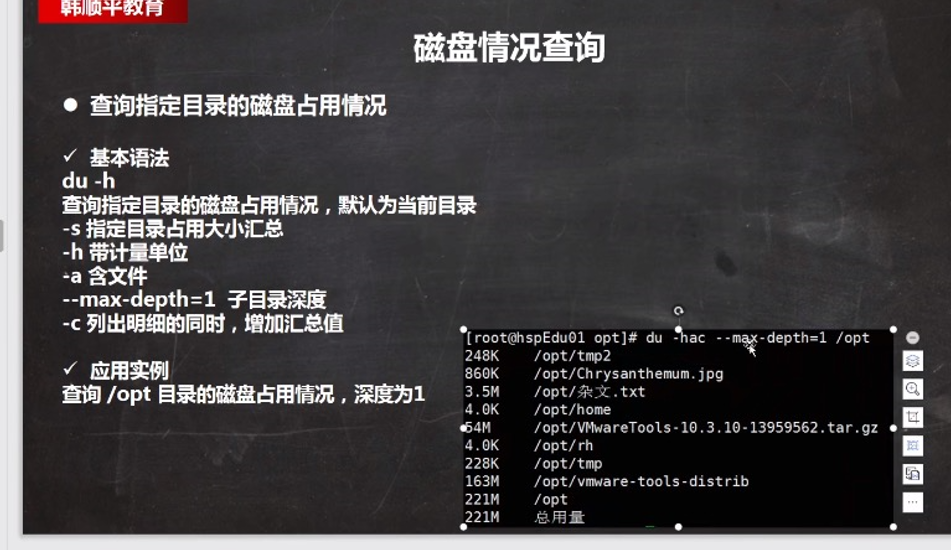 韩顺平教育
磁盘情况查询
● 查询指定目录的磁盘占用情况
✓ 基本语法
du -h
查询指定目录的磁盘占用情况，默认为当前目录
-s 指定目录占用大小汇总
-h 带计量单位
-a 含文件
--max-depth=1 子目录深度
-c 列出明细的同时，增加汇总值
✓ 应用实例
查询 /opt 目录的磁盘占用情况，深度为1
[root@hspEdu01 opt]# du -hac --max-depth=1 /opt
248K /opt/tmp2
860K /opt/Chrysanthemum.jpg
3.5M /opt/杂文.txt
4.0K /opt/home
54M /opt/VMwareTools-10.3.10-13959562.tar.gz
4.0K /opt/rh
228K /opt/tmp
163M /opt/vmware-tools-distrib
221M /opt
221M 总用量